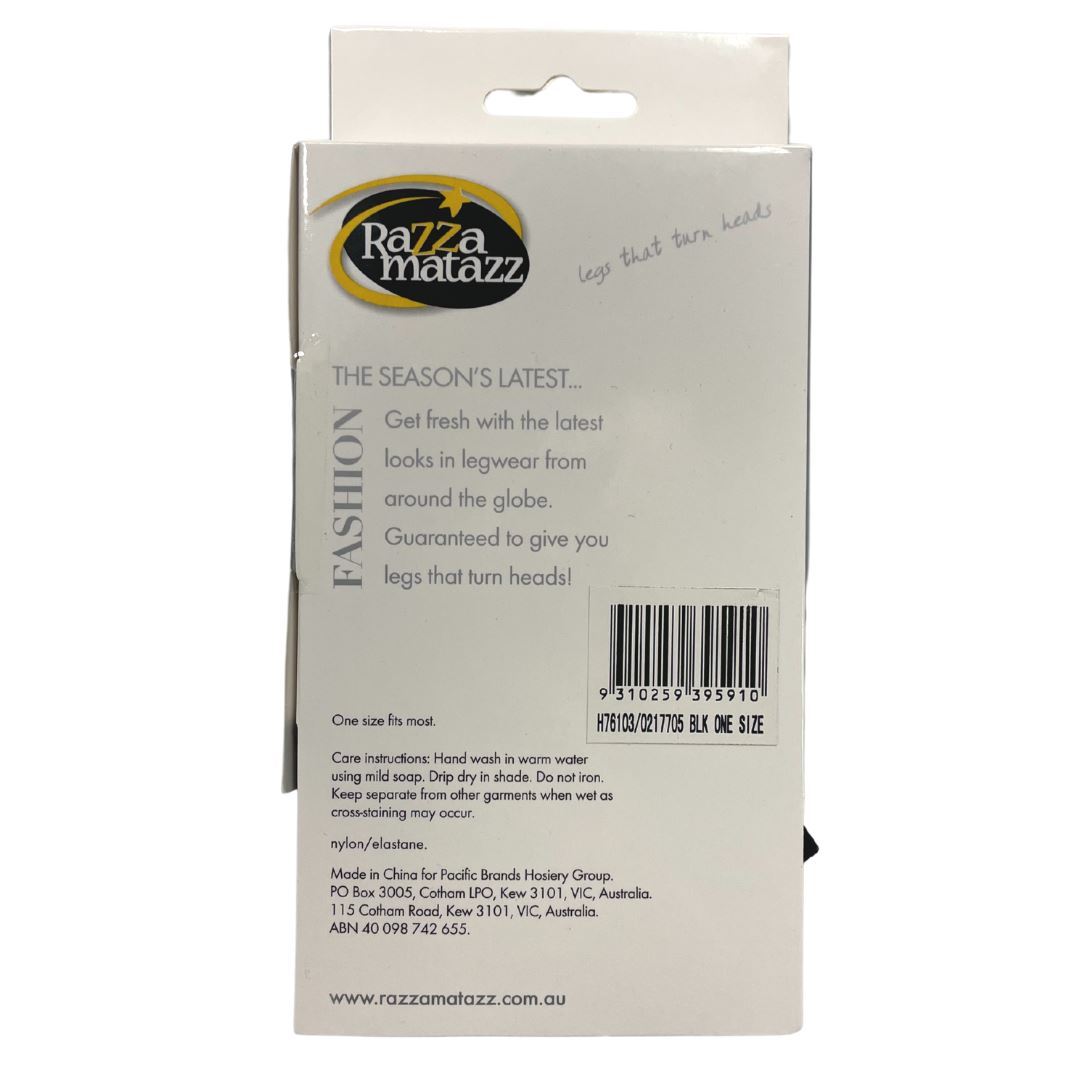 Razza
matazz
legs that turn heads
THE SEASON'S LATEST...
FASHION
Get fresh with the latest
looks in legwear from
around the globe.
Guaranteed to give you
legs that turn heads!
9 310259 395910
H76103/0217705 BLK ONE SIZE
One size fits most.
Care instructions: Hand wash in warm water
using mild soap. Drip dry in shade. Do not iron.
Keep separate from other garments when wet as
cross-staining may occur.
nylon/elastane.
Made in China for Pacific Brands Hosiery Group.
PO Box 3005, Cotham LPO, Kew 3101, VIC, Australia.
115 Cotham Road, Kew 3101, VIC, Australia.
ABN 40 098 742 655.
www.razzamatazz.com.au